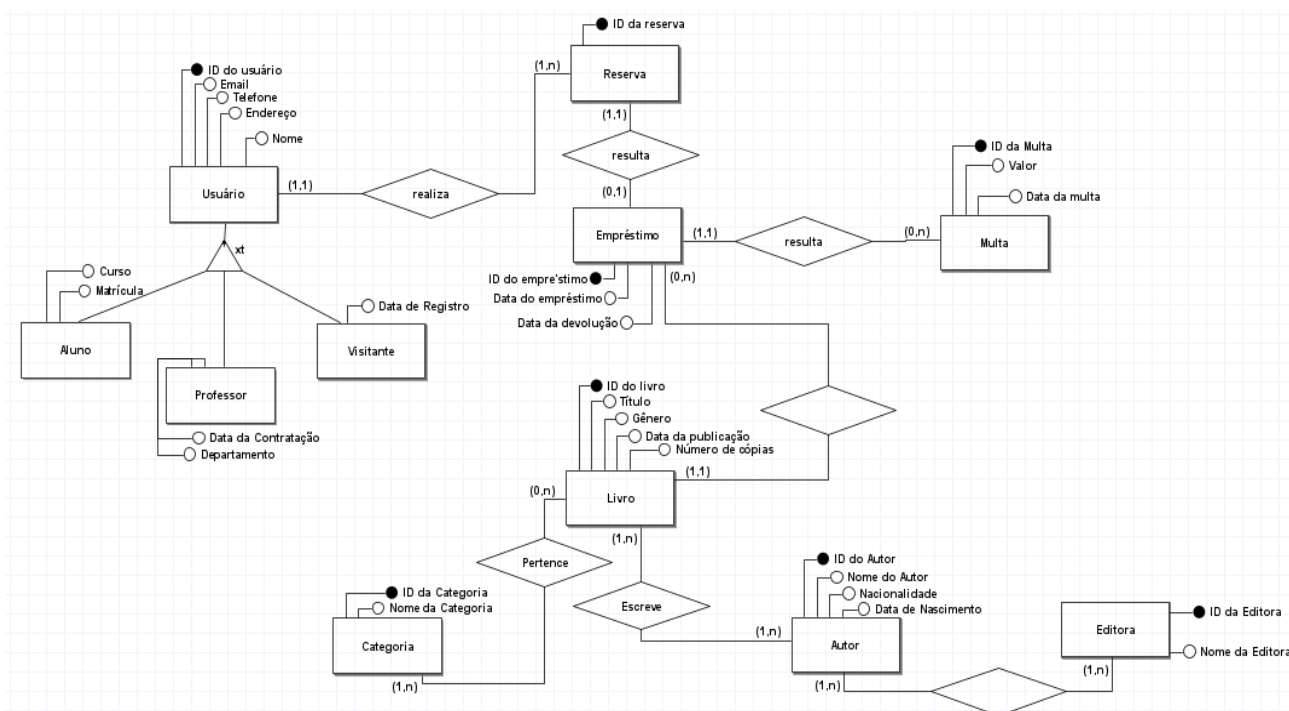 ID da reserva
(1,n)
Reserva
ID do usuário
Email
Telefone
Endereço
Nome
(1,1)
resulta
ID da Multa
Valor
Data da multa
Usuário
(1,1)
realiza
(0,1)
Empréstimo
(1,1)
resulta
(0,n)
Multa
xt
ID do empre'stimo
(0,n)
Data do empréstimo
Data da devolução
Curso
Matrícula
Data de Registro
Aluno
Visitante
Professor
Data da Contratação
Departamento
ID do livro
Título
Gênero
Data da publicação
Número de cópias
(1,1)
(0,n)
Livro
(1,n)
Pertence
ID da Categoria
Nome da Categoria
Escreve
ID do Autor
Nome do Autor
Nacionalidade
Data de Nascimento
Categoria
(1,n)
(1,n)
Autor
(1,n)
Editora
ID da Editora
Nome da Editora
(1,n)